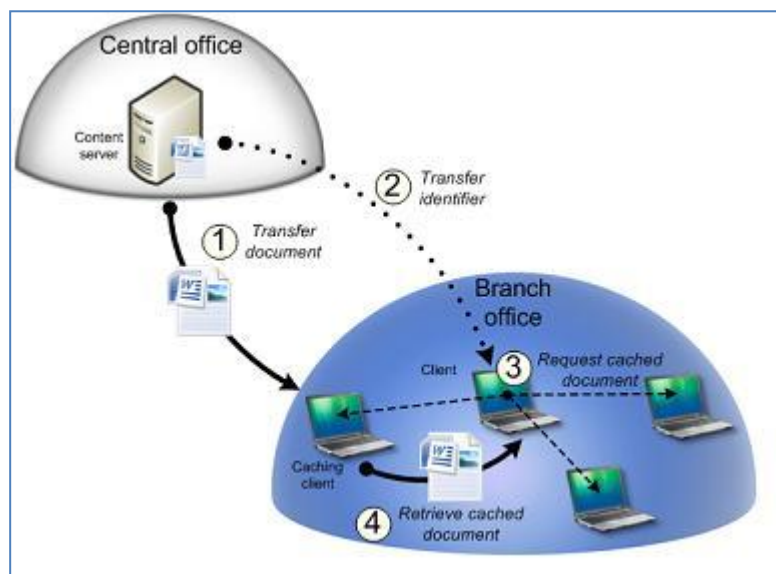 Central office
Content
server
2
Transfer
identifier
1
Transfer
document
W
Branch
office
Client
3
Request cached
document
Caching
client
W
4
Retrieve cached
document